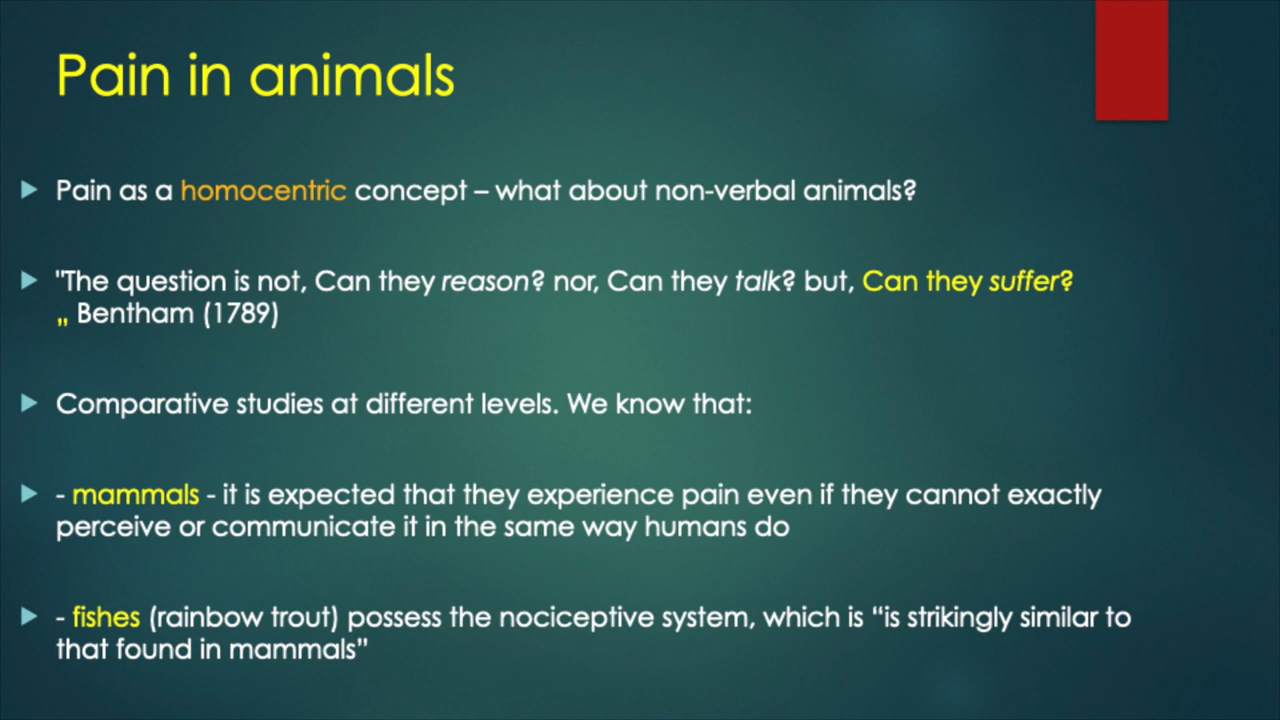 Pain in animals
Pain as a homocentric concept – what about non-verbal animals?
"The question is not, Can they reason? nor, Can they talk? but, Can they suffer?
„ Bentham (1789)
Comparative studies at different levels. We know that:
- mammals - it is expected that they experience pain even if they cannot exactly
perceive or communicate it in the same way humans do
- fishes (rainbow trout) possess the nociceptive system, which is “is strikingly similar to
that found in mammals”